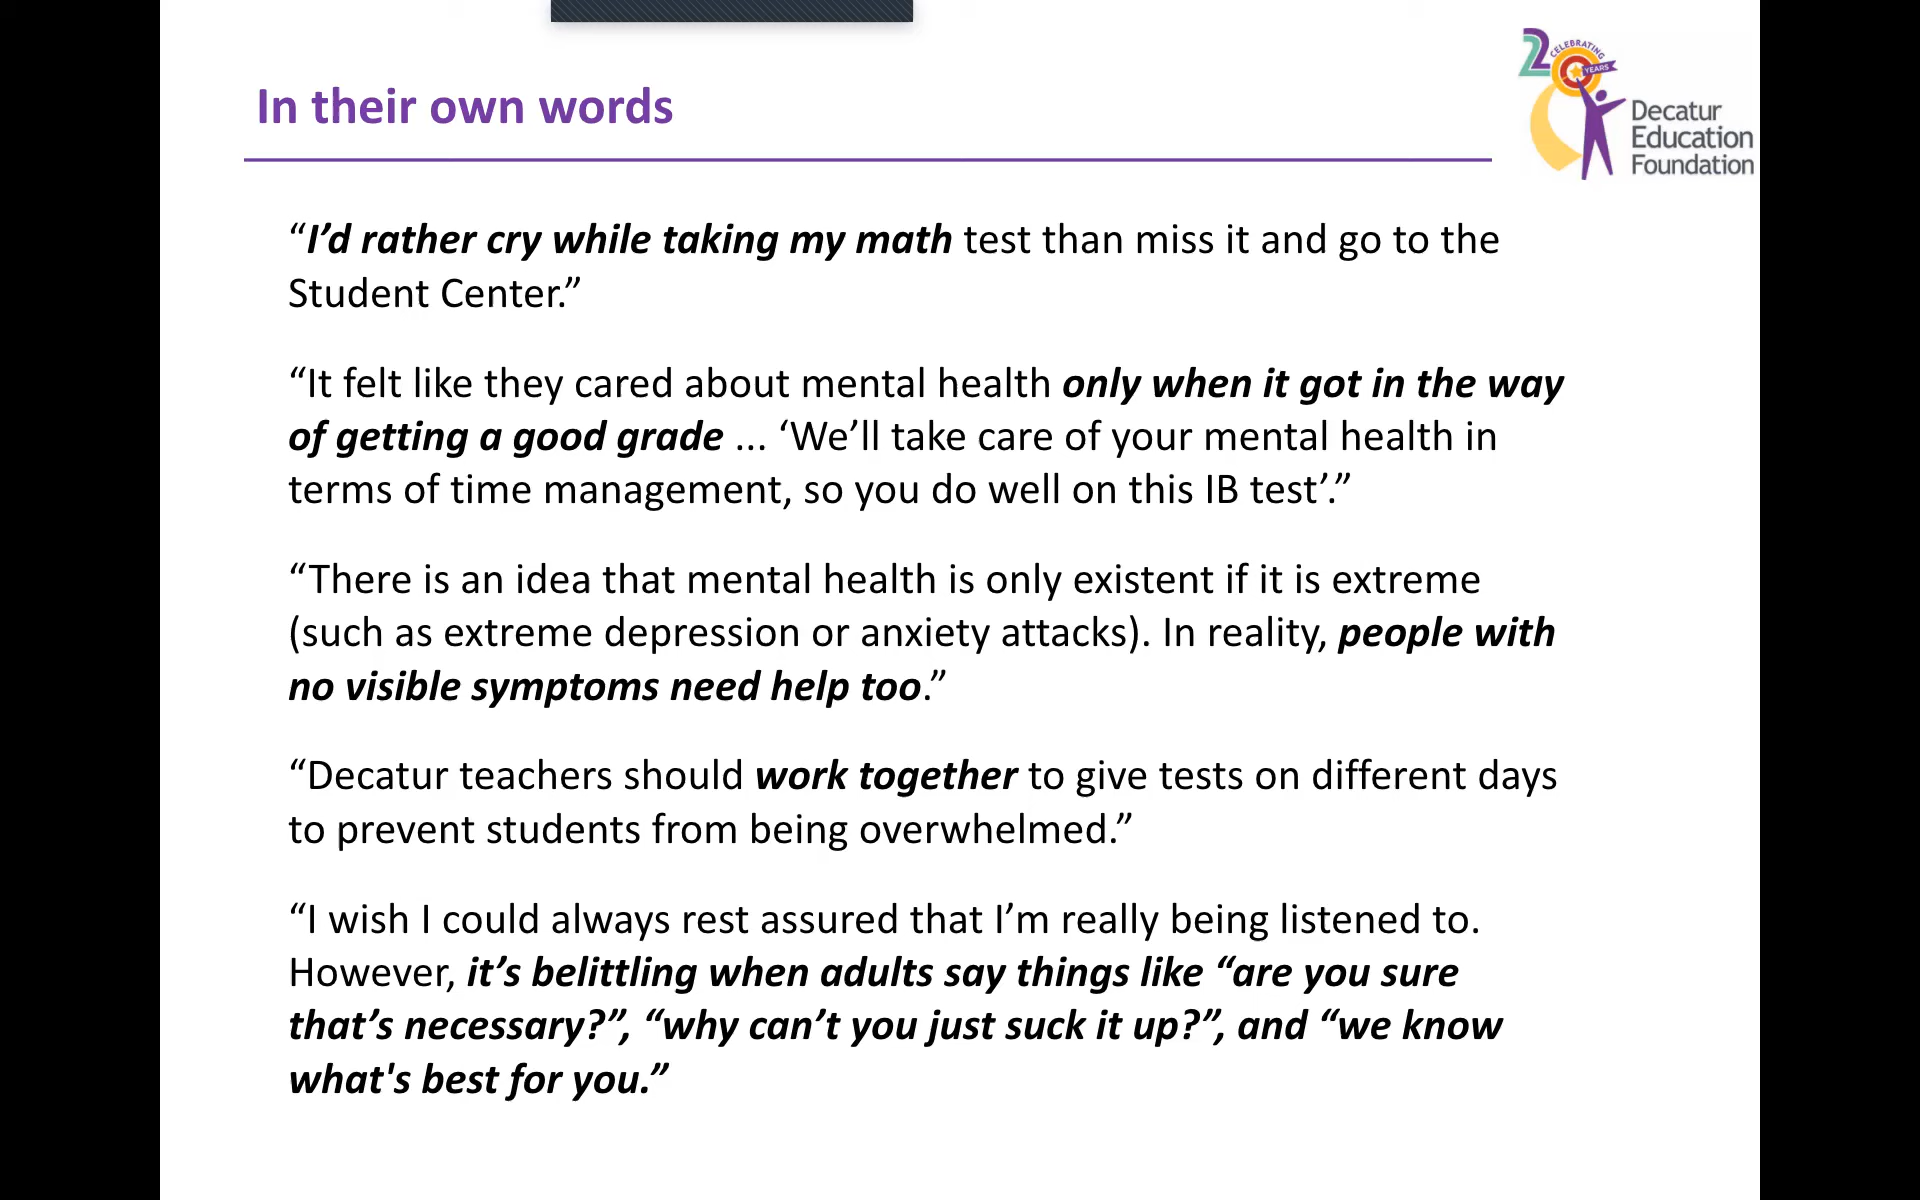 In their own words
20
CELEBRATING
YEARS
Decatur
Education
Foundation
“I’d rather cry while taking my math test than miss it and go to the
Student Center.”
“It felt like they cared about mental health only when it got in the way
of getting a good grade ... ‘We’ll take care of your mental health in
terms of time management, so you do well on this IB test’.”
“There is an idea that mental health is only existent if it is extreme
(such as extreme depression or anxiety attacks). In reality, people with
no visible symptoms need help too.”
“Decatur teachers should work together to give tests on different days
to prevent students from being overwhelmed.”
“I wish I could always rest assured that I’m really being listened to.
However, it’s belittling when adults say things like “are you sure
that’s necessary?”, “why can’t you just suck it up?”, and “we know
what's best for you.”